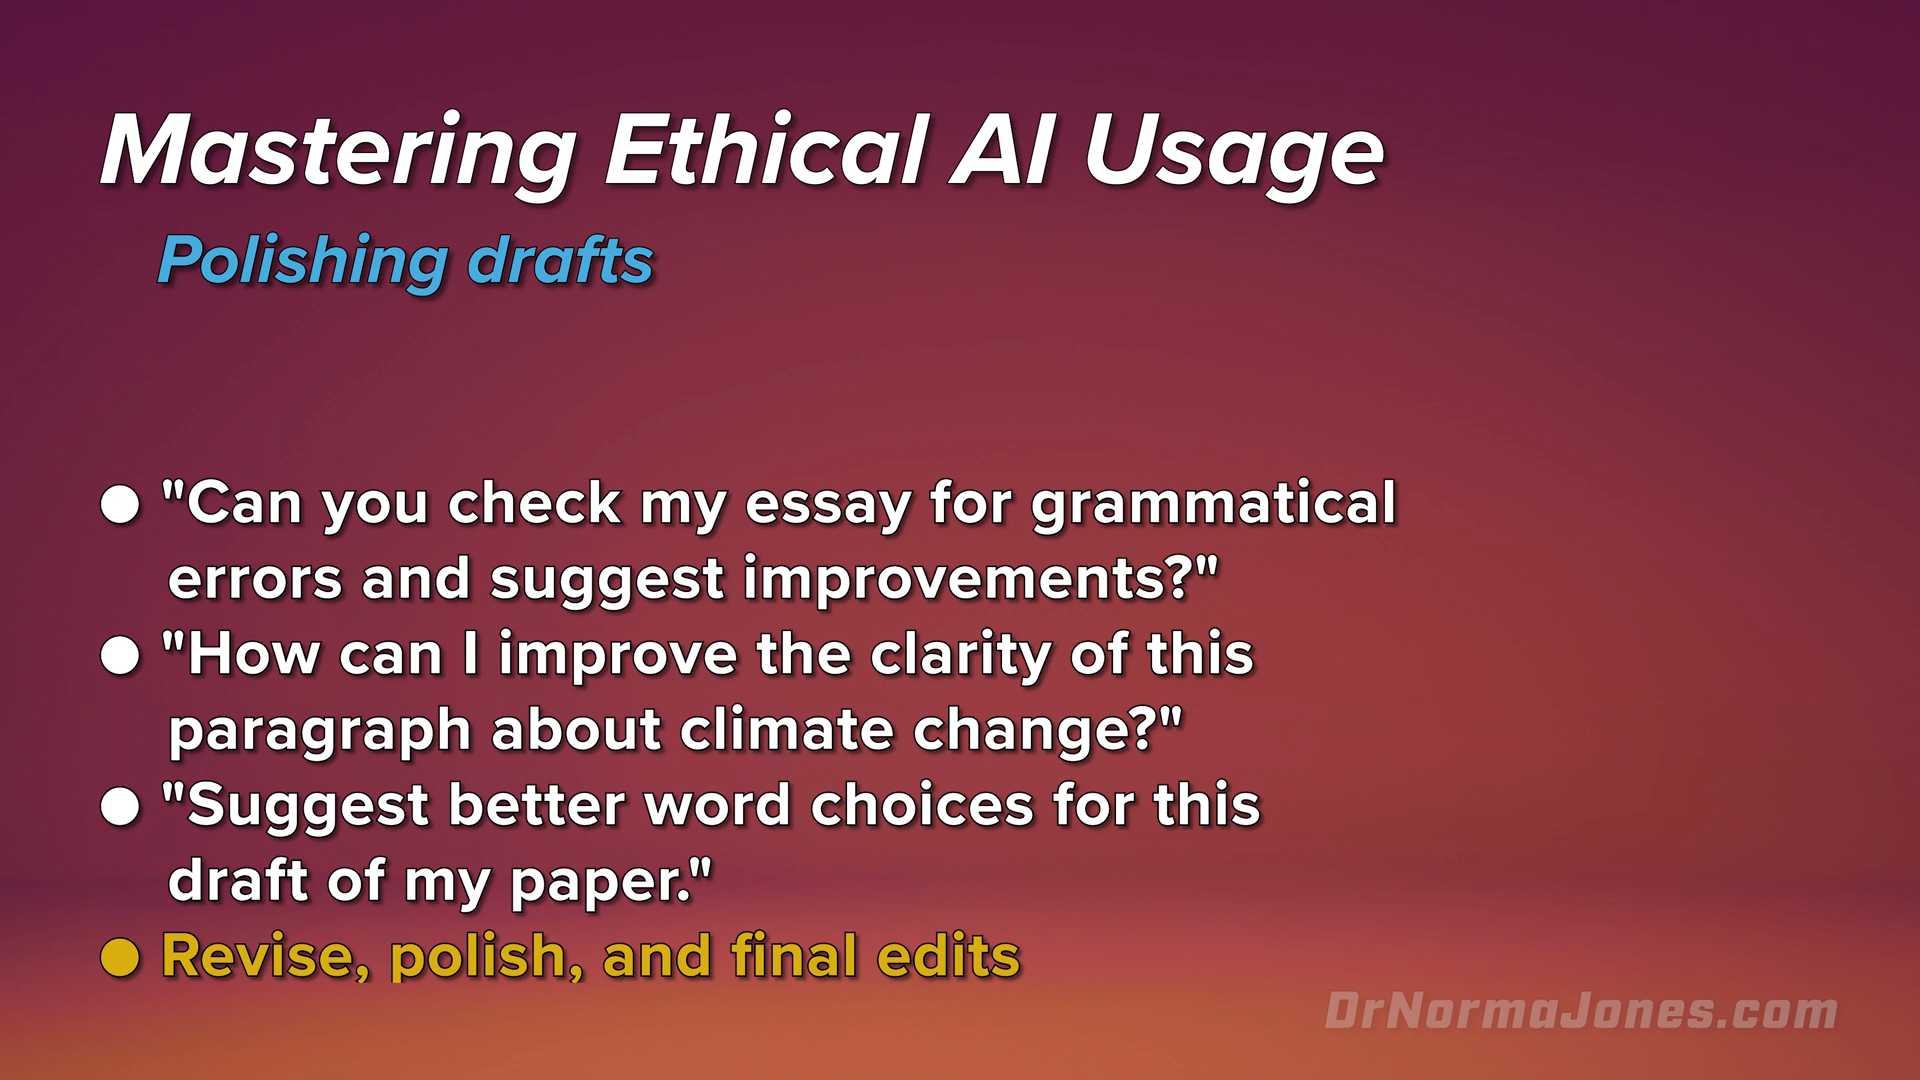 Mastering Ethical AI Usage
Polishing drafts
● "Can you check my essay for grammatical
errors and suggest improvements?"
● "How can I improve the clarity of this
paragraph about climate change?"
● "Suggest better word choices for this
draft of my paper."
● Revise, polish, and final edits
DrNormaJones.com